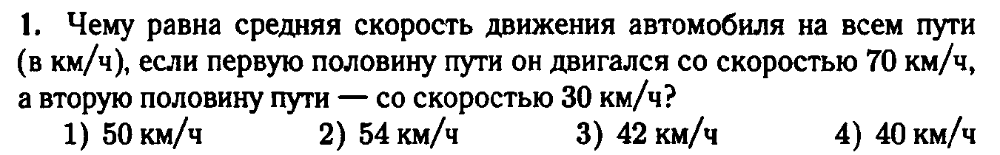 1. Чему равна средняя скорость движения автомобиля на всем пути
(в км/ч), если первую половину пути он двигался со скоростью 70 км/ч,
а вторую половину пути — со скоростью 30 км/ч?
1) 50 км/ч 2) 54 км/ч 3) 42 км/ч 4) 40 км/ч